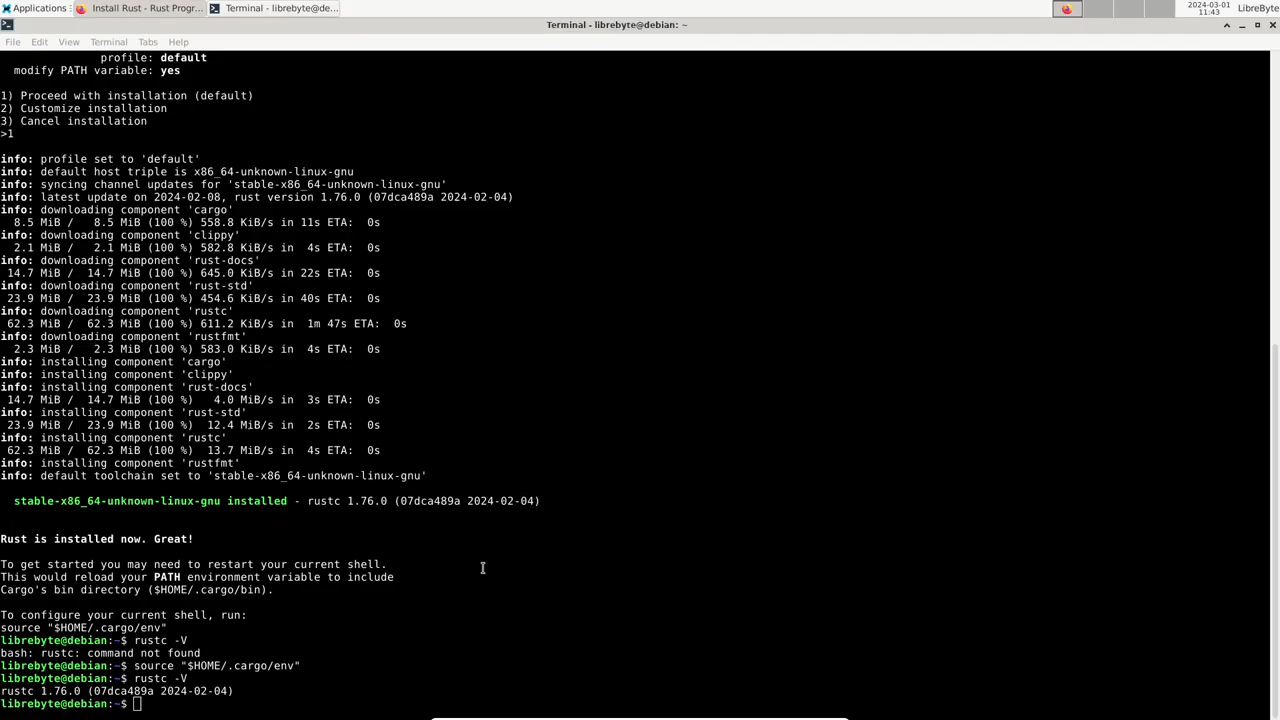 Applications
Install Rust - Rust Progr...
Terminal - librebyte@de...
2024-03-01
11:43
LibreByte
Terminal - librebyte@debian: ~
File Edit View Terminal Tabs Help
profile: default
modify PATH variable: yes
1) Proceed with installation (default)
2) Customize installation
3) Cancel installation
>1
info: profile set to 'default'
info: default host triple is x86_64-unknown-linux-gnu
info: syncing channel updates for 'stable-x86_64-unknown-linux-gnu'
info: latest update on 2024-02-08, rust version 1.76.0 (07dca489a 2024-02-04)
info: downloading component 'cargo'
8.5 MiB /   8.5 MiB (100 %) 558.8 KiB/s in 11s ETA:  0s
info: downloading component 'clippy'
2.1 MiB /   2.1 MiB (100 %) 582.8 KiB/s in  4s ETA:  0s
info: downloading component 'rust-docs'
14.7 MiB /  14.7 MiB (100 %) 645.0 KiB/s in 22s ETA:  0s
info: downloading component 'rust-std'
23.9 MiB /  23.9 MiB (100 %) 454.6 KiB/s in 40s ETA:  0s
info: downloading component 'rustc'
62.3 MiB /  62.3 MiB (100 %) 611.2 KiB/s in  1m 47s ETA:  0s
info: downloading component 'rustfmt'
2.3 MiB /   2.3 MiB (100 %) 583.0 KiB/s in  4s ETA:  0s
info: installing component 'cargo'
info: installing component 'clippy'
info: installing component 'rust-docs'
14.7 MiB /  14.7 MiB (100 %)   4.0 MiB/s in  3s ETA:  0s
info: installing component 'rust-std'
23.9 MiB /  23.9 MiB (100 %)  12.4 MiB/s in  2s ETA:  0s
info: installing component 'rustc'
62.3 MiB /  62.3 MiB (100 %)  13.7 MiB/s in  4s ETA:  0s
info: installing component 'rustfmt'
info: default toolchain set to 'stable-x86_64-unknown-linux-gnu'
stable-x86_64-unknown-linux-gnu installed - rustc 1.76.0 (07dca489a 2024-02-04)
Rust is installed now. Great!
To get started you may need to restart your current shell.
This would reload your PATH environment variable to include
Cargo's bin directory ($HOME/.cargo/bin).
To configure your current shell, run:
source "$HOME/.cargo/env"
librebyte@debian:~$ rustc -V
bash: rustc: command not found
librebyte@debian:~$ source "$HOME/.cargo/env"
librebyte@debian:~$ rustc -V
rustc 1.76.0 (07dca489a 2024-02-04)
librebyte@debian:~$